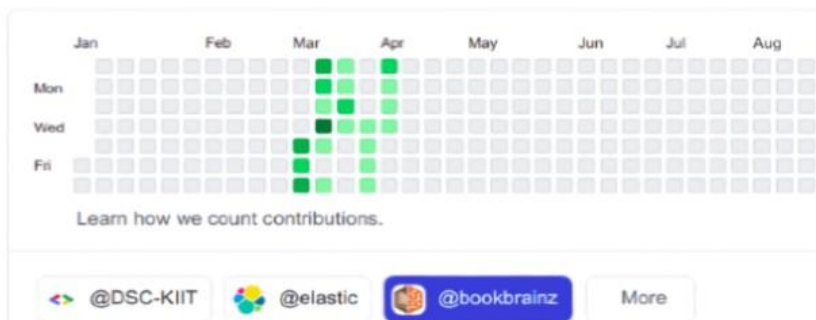 Jan Feb Mar Apr May Jun Jul Aug
Mon
Wed
Fri
Learn how we count contributions.
@DSC-KIIT @elastic @bookbrainz More